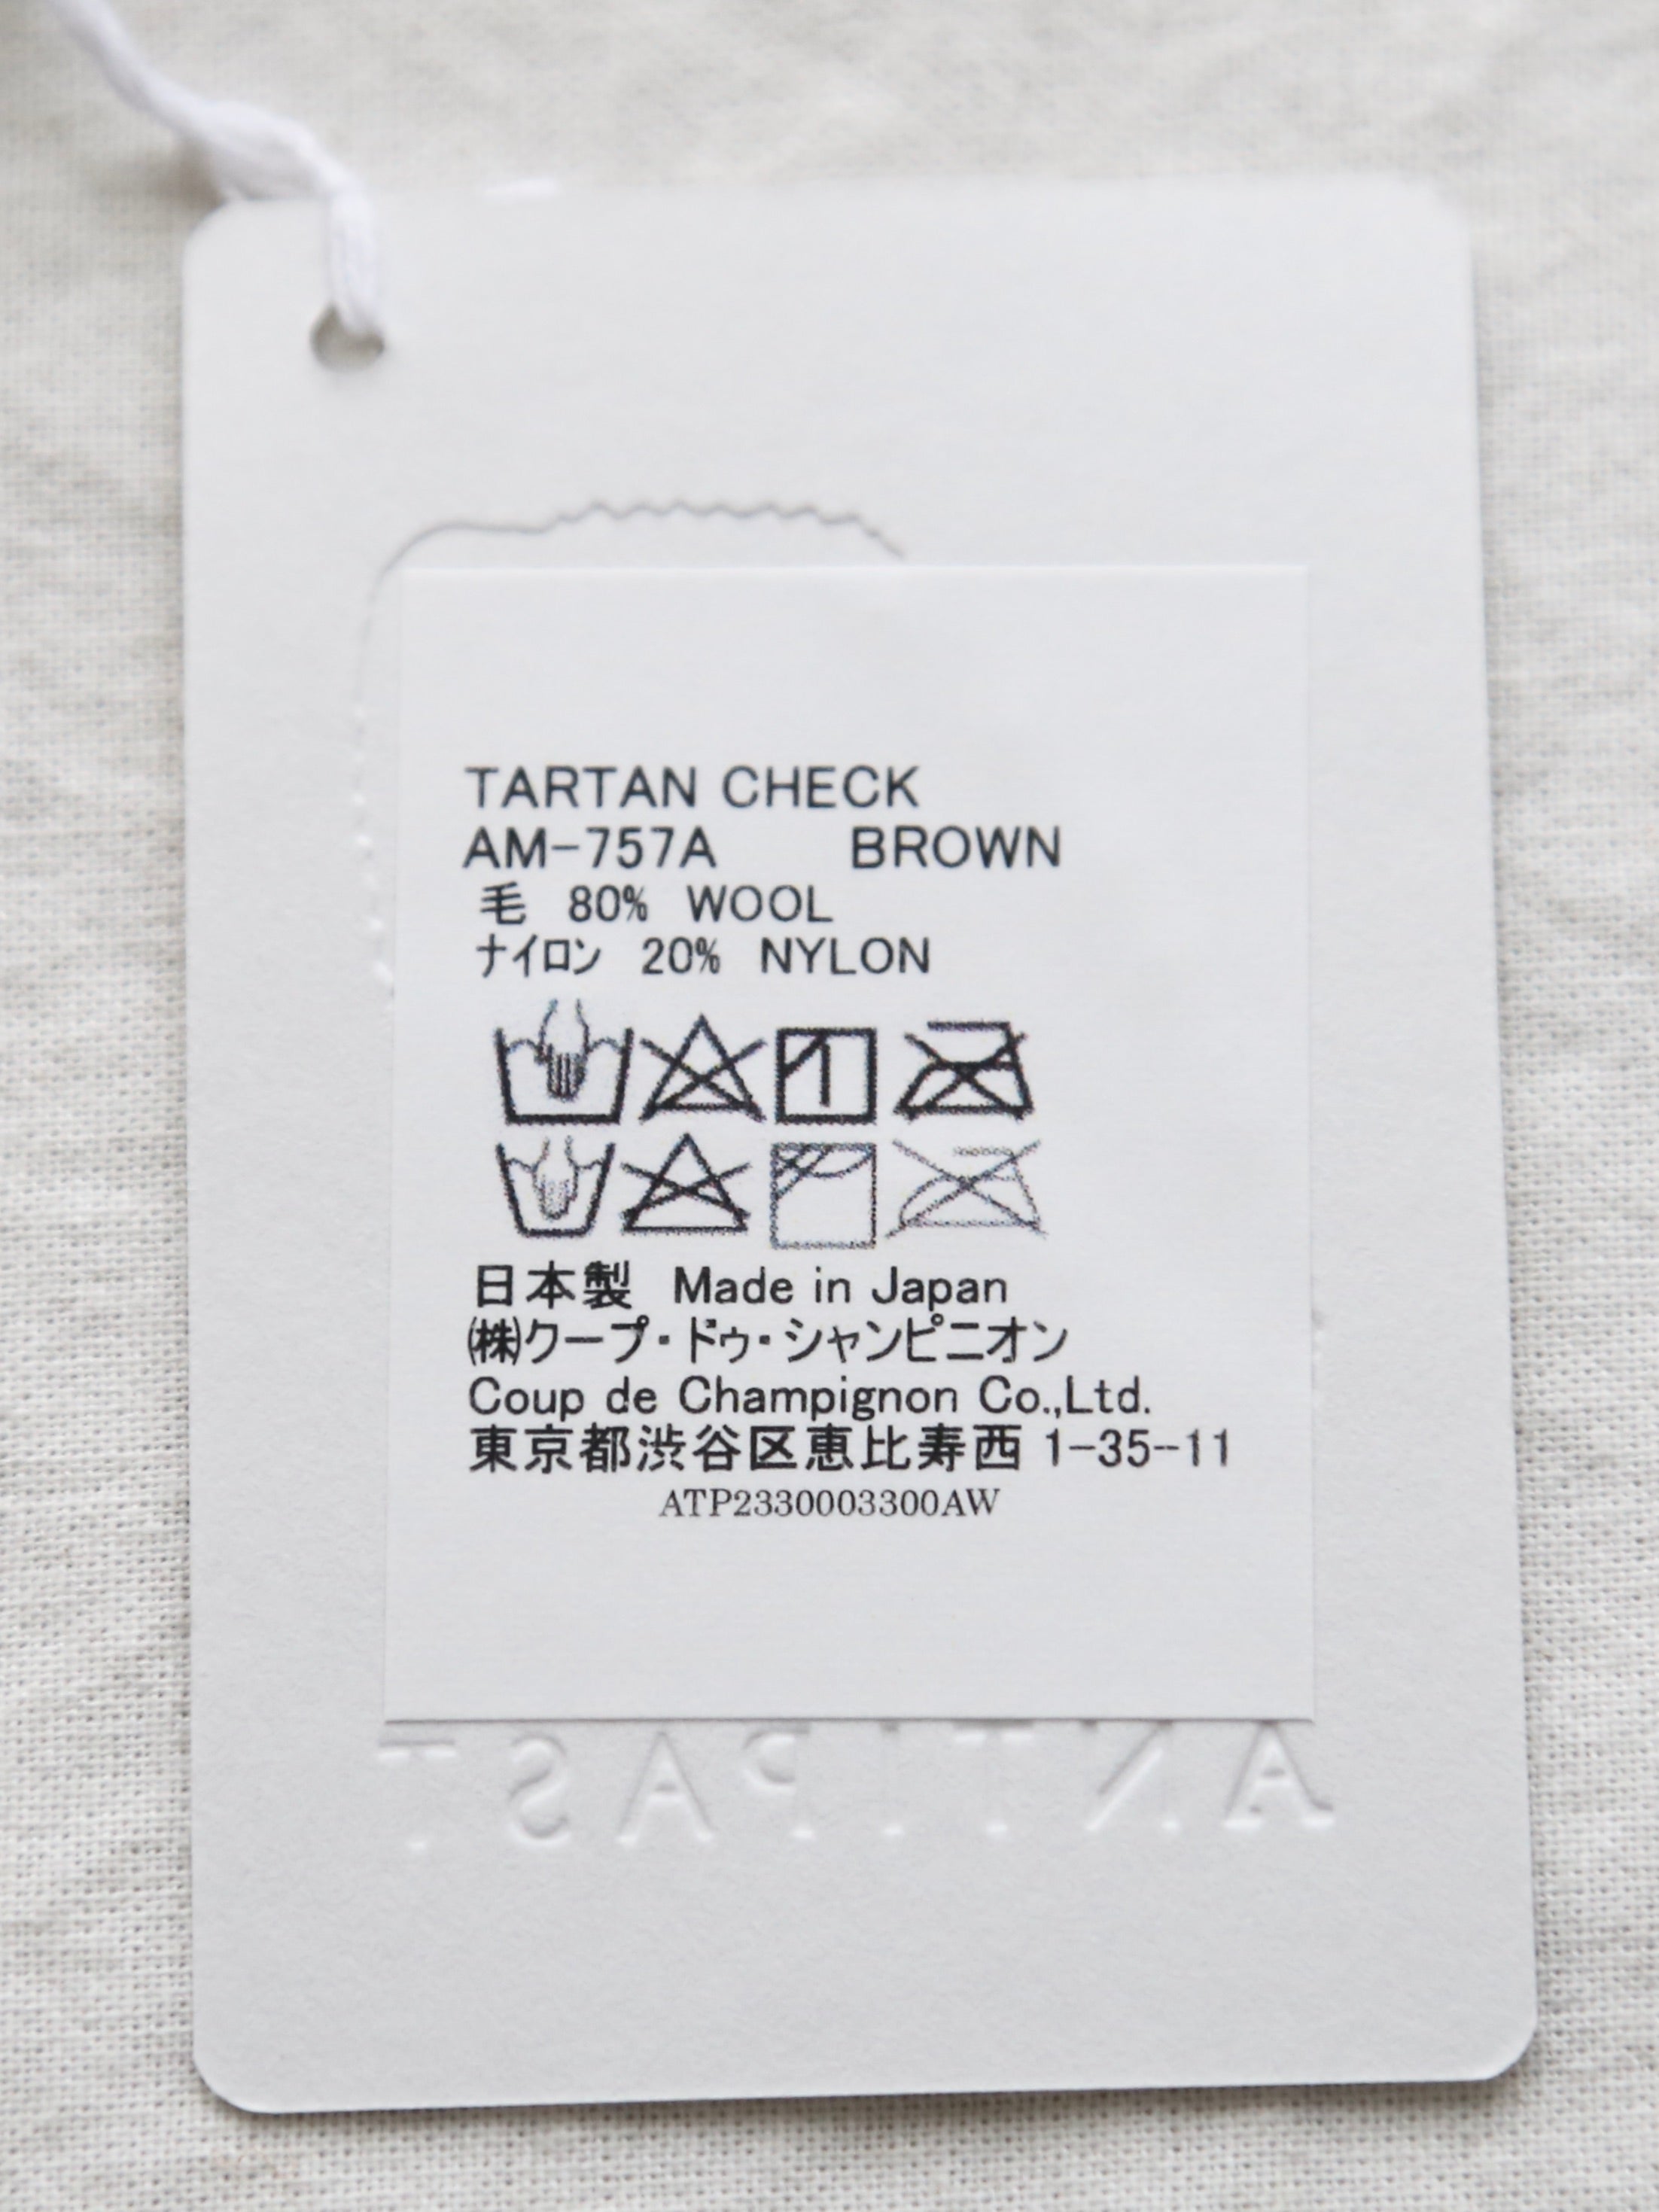 TARTAN CHECK
AM-757A BROWN
毛 80% WOOL
ナイロン 20% NYLON
日本製 Made in Japan
㈱クープ・ドゥ・シャンピニオン
Coup de Champignon Co.,Ltd.
東京都渋谷区恵比寿西 1-35-11
ATP2330003300AW
ANTIPAST